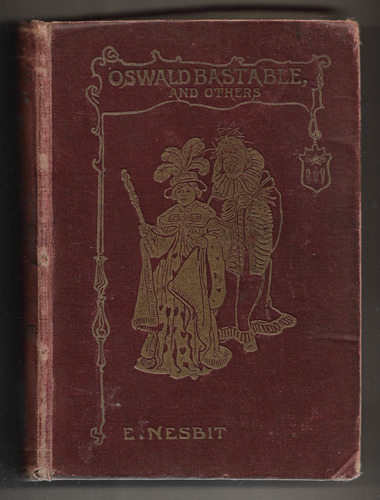 OSWALD BASTABLE,
AND OTHERS
E. NESBIT